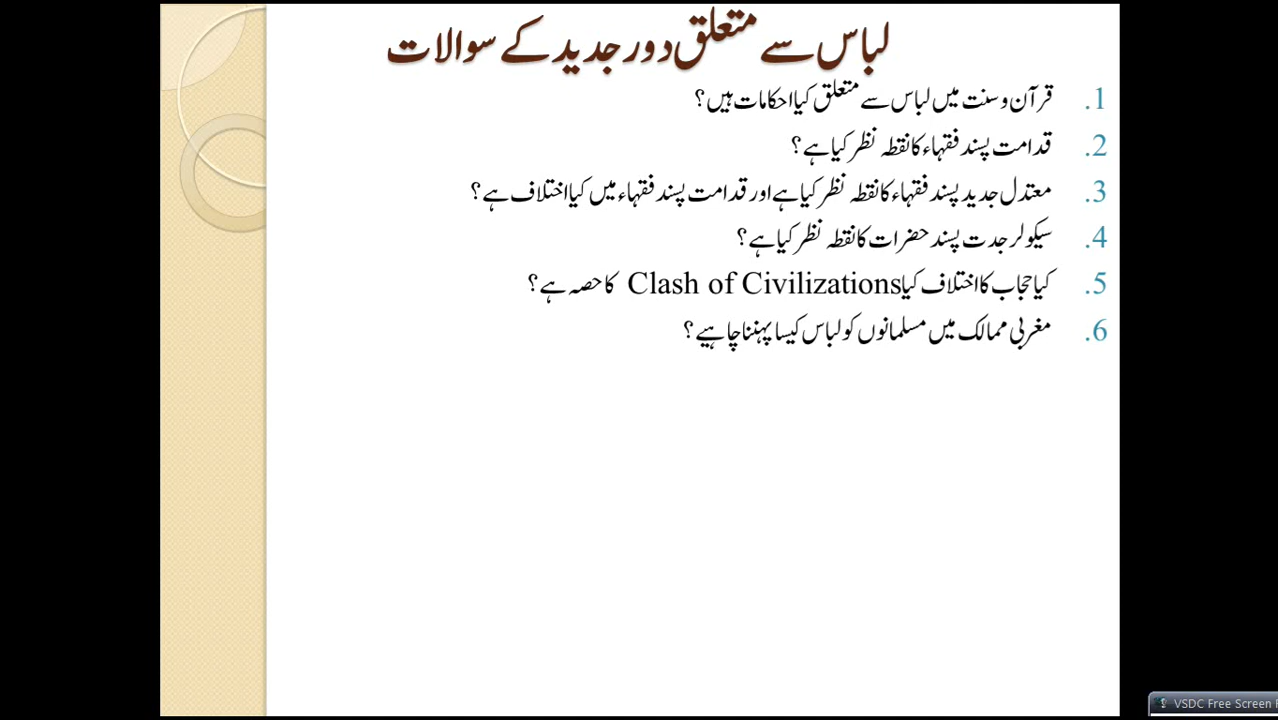 لباس سے متعلق دور جدید کے سوالات
1. قرآن و سنت میں لباس سے متعلق کیا احکامات ہیں؟
2. قدامت پسند فقہاء کا نقطہ نظر کیا ہے؟
3. معتدل جدید پسند فقہاء کا نقطہ نظر کیا ہے اور قدامت پسند فقہاء میں کیا اختلاف ہے؟
4. سیکولر جدت پسند حضرات کا نقطہ نظر کیا ہے؟
5. کیا حجاب کا اختلاف کیا Clash of Civilizations کا حصہ ہے؟
6. مغربی ممالک میں مسلمانوں کو لباس کیسا پہننا چاہیے؟
VSDC Free Screen